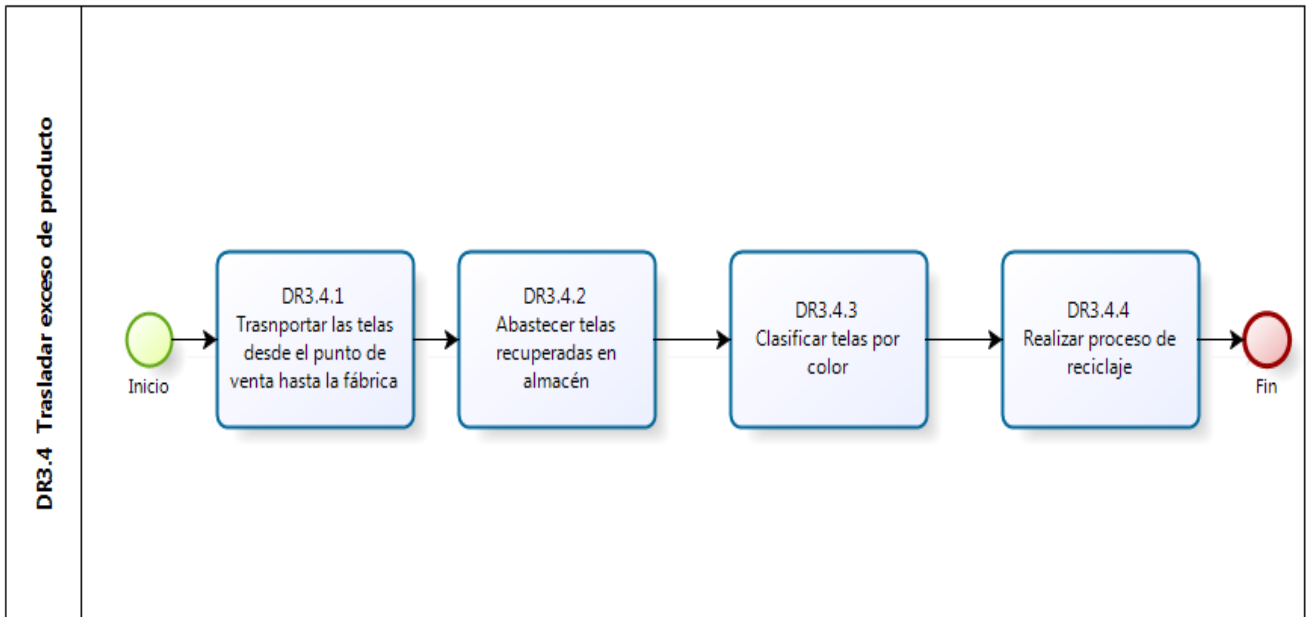 DR3.4 Trasladar exceso de producto
Inicio
DR3.4.1
Trasnportar las telas
desde el punto de
venta hasta la fábrica
DR3.4.2
Abastecer telas
recuperadas en
almacén
DR3.4.3
Clasificar telas por
color
DR3.4.4
Realizar proceso de
reciclaje
Fin